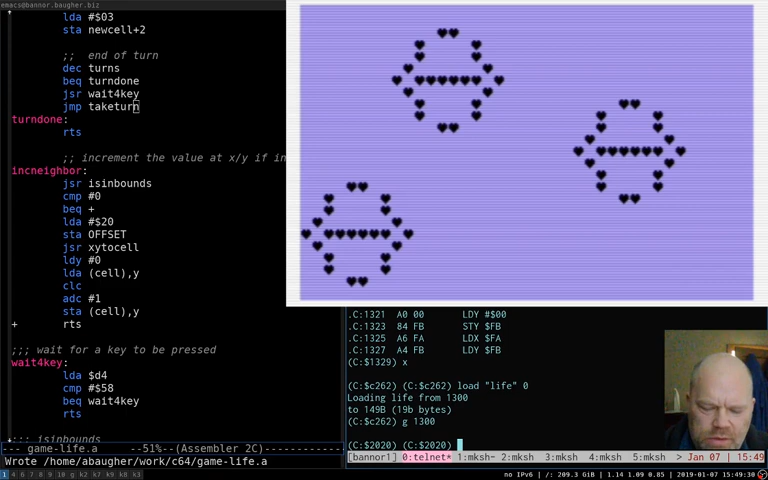 emacs@bannor.baugher.biz
lda #$03
sta newcell+2
;;  end of turn
dec turns
beq turndone
jsr wait4key
jmp taketurn
turndone:
rts
;; increment the value at x/y if in
incneighbor:
jsr isinbounds
cmp #0
beq +
lda #$20
sta OFFSET
jsr xytocell
ldy #0
lda (cell),y
clc
adc #1
sta (cell),y
+ rts
;;; wait for a key to be pressed
wait4key:
lda $d4
cmp #$58
beq wait4key
rts
;;; isinbounds
--- game-life.a --51%--(Assembler 2C)-------------
Wrote /home/abaugher/work/c64/game-life.a
.C:1321 A0 00 LDY #$00
.C:1323 84 FB STY $FB
.C:1325 A6 FA LDX $FA
.C:1327 A4 FB LDY $FB
(C:$1329) x
(C:$c262) (C:$c262) load "life" 0
Loading life from 1300
to 149B (19b bytes)
(C:$c262) g 1300
(C:$2020) (C:$2020)
[bannor1] 0:telnet* 1:mksh- 2:mksh 3:mksh 4:mksh 5:mksh > Jan 07 | 15:49
no IPv6 | /: 209.3 GiB | 1.14 1.09 0.85 | 2019-01-07 15:49:30